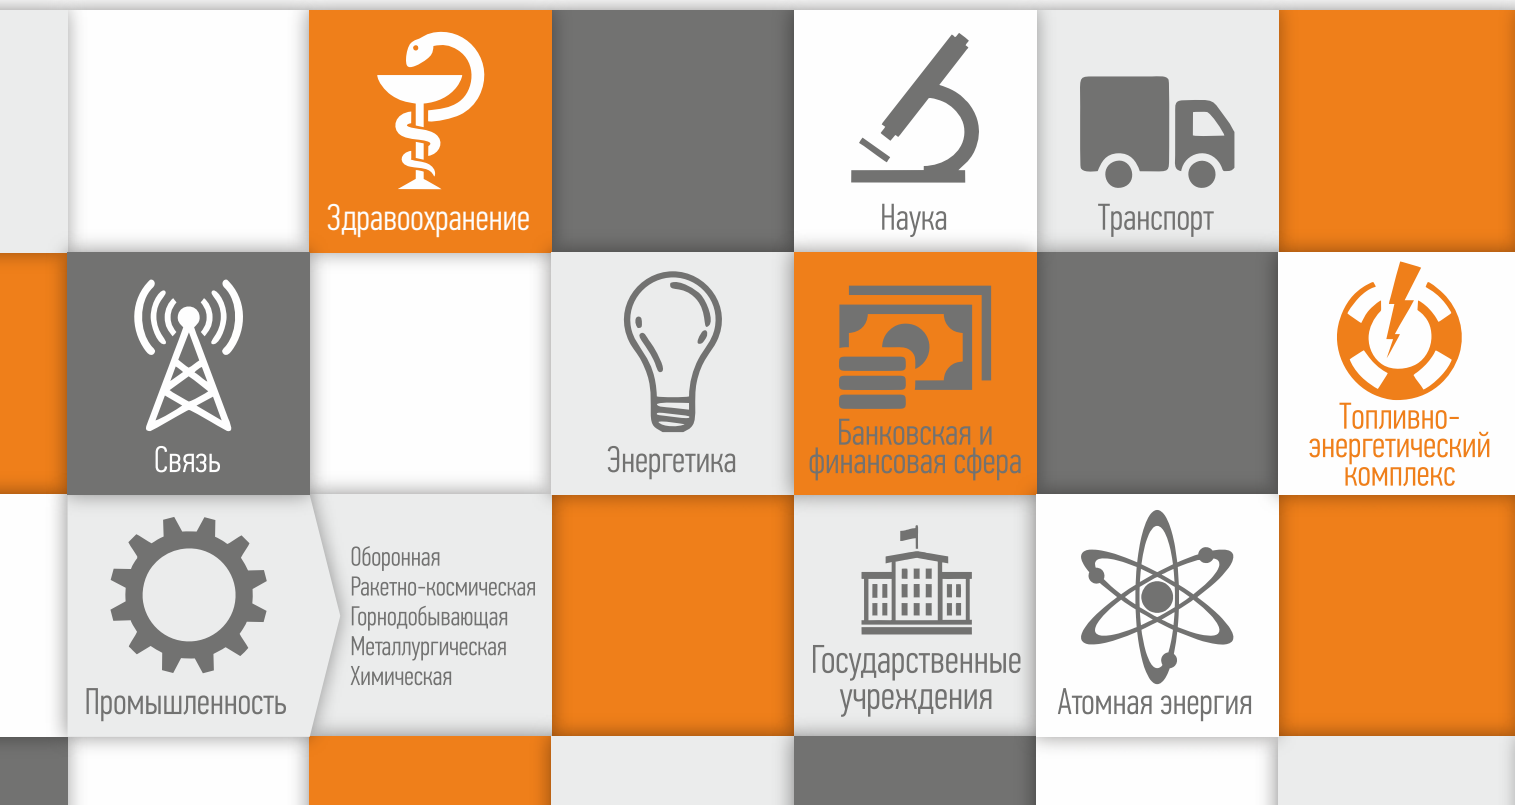 Здравоохранение
Наука
Транспорт
Связь
Энергетика
Банковская и
финансовая сфера
Топливно-
энергетический
комплекс
Промышленность
Оборонная
Ракетно-космическая
Горнодобывающая
Металлургическая
Химическая
Государственные
учреждения
Атомная энергия